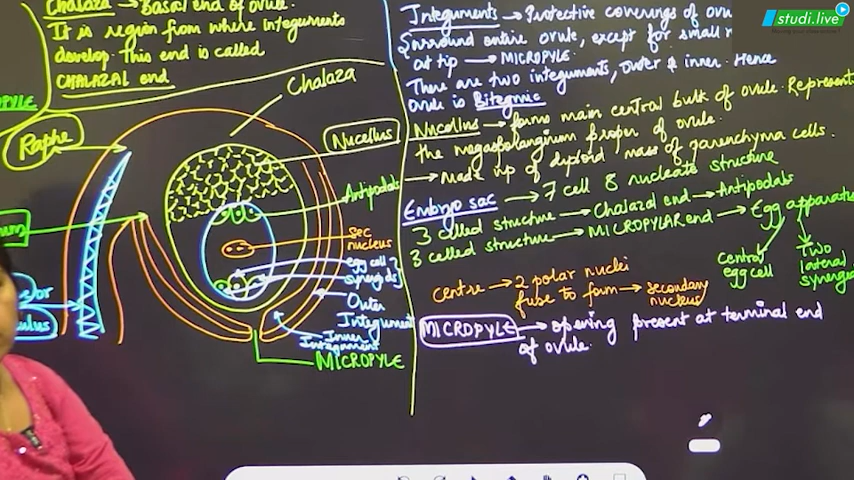 Chalaza → Basal end of ovule.
It is region from where integuments
develop. This end is called
CHALAZAL end
Raphe
Chalaza
Nucellus
Antipodals
Sec
nucleus
egg cell 2
synergids
Outer
Integument
Inner
Integument
MICROPYLE
Integuments → Protective coverings of
Surround entire ovule, except for small
at tip → MICROPYLE.
There are two integuments, outer & inner. Hence
Ovule is Bitegmic
Nucellus → forms main central bulk of ovule. Represent
the megasporangium proper of ovule.
→ Made up of diploid mass of parenchyma cells.
Embryo sac → 7 cell 8 nucleate structure
3 celled structure → Chalazal end → Antipodals
3 celled structure → MICROPYLAR end → Egg apparatus
Central
egg cell
Two
lateral
synergid
Centre → 2 polar nuclei
fuse to form → secondary
nucleus
MICROPYLE → opening present at terminal end
of ovule.
studi.live